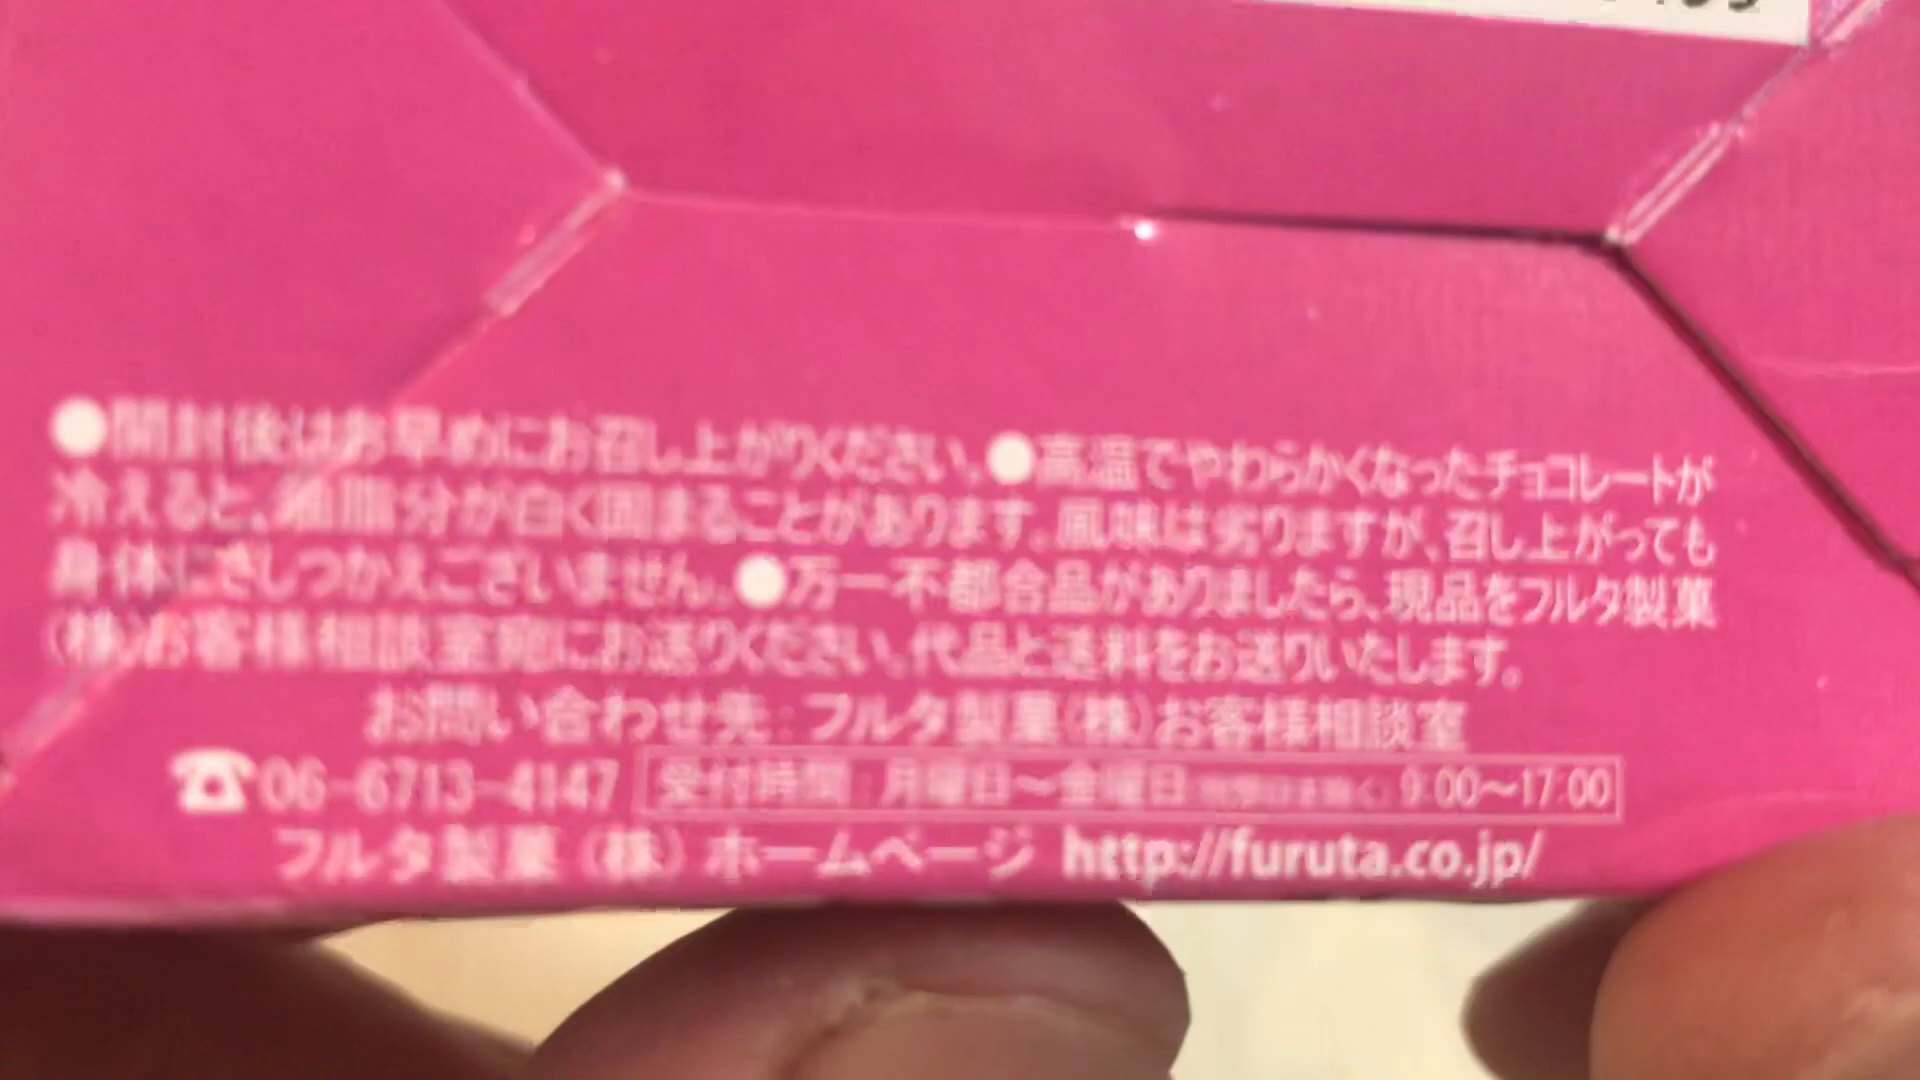 ●開封後はお早めにお召し上がりください。●高温でやわらかくなったチョコレートが
冷えると、油脂分が白く固まることがあります。風味は劣りますが、召し上がっても
身体にさしつかえございません。●万一不都合品がありましたら、現品をフルタ製菓
(株)お客様相談室宛にお送りください。代品と送料をお送りいたします。
お問い合わせ先:フルタ製菓(株)お客様相談室
☎06-6713-4147 受付時間:月曜日〜金曜日 9:00〜17:00
フルタ製菓(株)ホームページ http://furuta.co.jp/